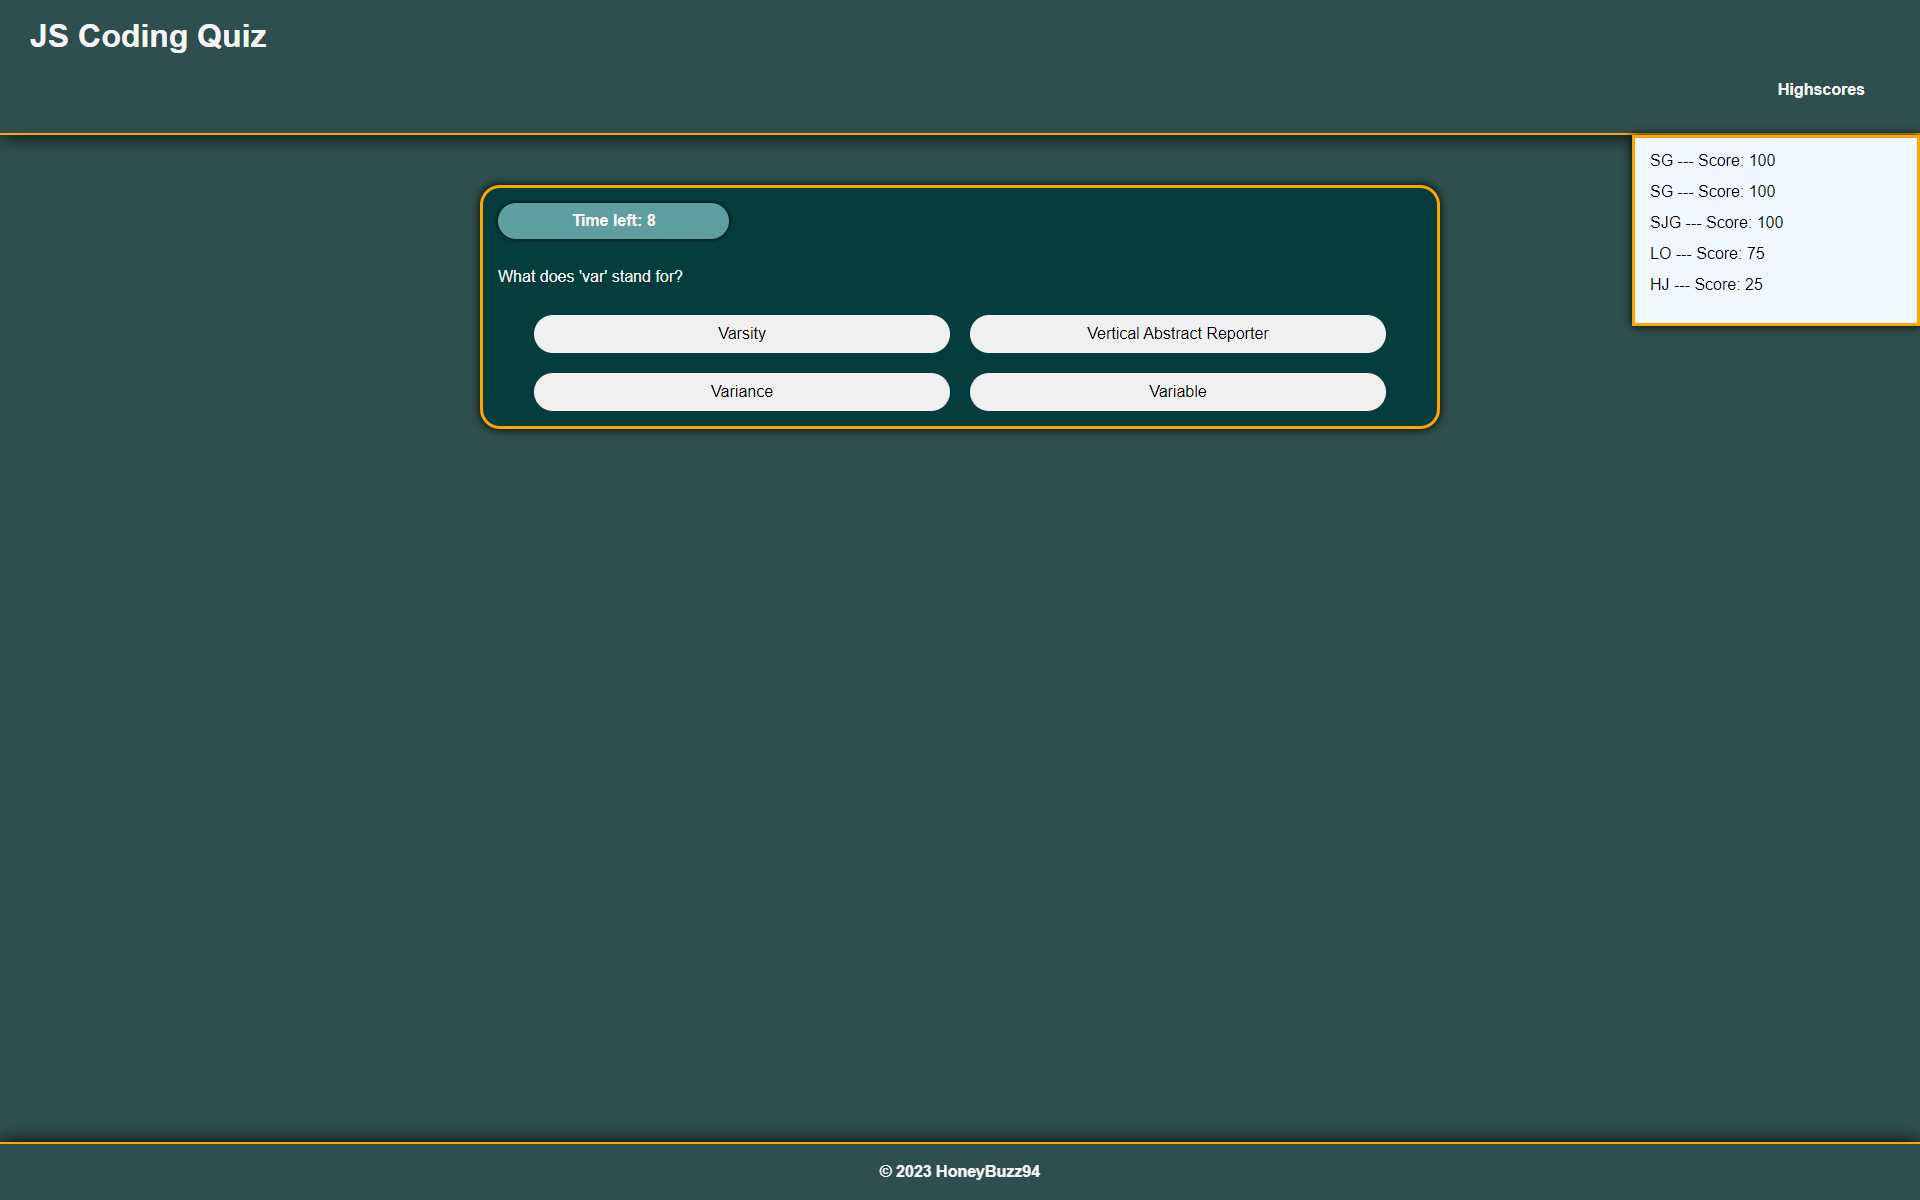 JS Coding Quiz
Highscores
SG --- Score: 100
SG --- Score: 100
SJG --- Score: 100
LO --- Score: 75
HJ --- Score: 25
Time left: 8
What does 'var' stand for?
Varsity
Vertical Abstract Reporter
Variance
Variable
© 2023 HoneyBuzz94